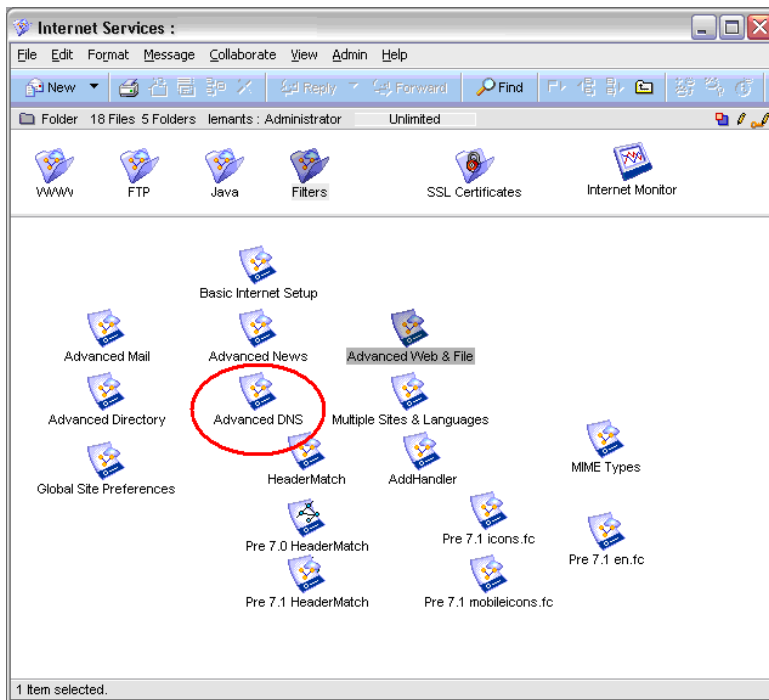 Internet Services :
File Edit Format Message Collaborate View Admin Help
New Reply Forward Find
Folder 18 Files 5 Folders lemants : Administrator Unlimited
WWW FTP Java Filters SSL Certificates Internet Monitor
Basic Internet Setup
Advanced Mail Advanced News Advanced Web & File
Advanced Directory Advanced DNS Multiple Sites & Languages
MIME Types
Global Site Preferences HeaderMatch AddHandler
Pre 7.0 HeaderMatch Pre 7.1 icons.fc
Pre 7.1 en.fc
Pre 7.1 HeaderMatch Pre 7.1 mobileicons.fc
1 Item selected.